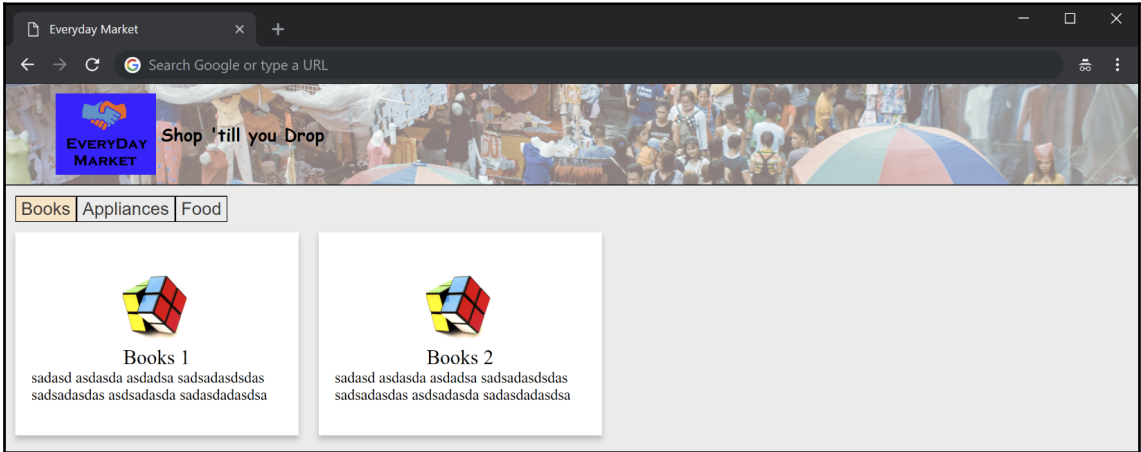 Everyday Market
Search Google or type a URL
EVERYDAY
MARKET
Shop 'till you Drop
Books Appliances Food
Books 1
sadasd asdasda asdadsa sadsadasdsdas
sadsadasdas asdsadasda sadasdadasdsa
Books 2
sadasd asdasda asdadsa sadsadasdsdas
sadsadasdas asdsadasda sadasdadasdsa